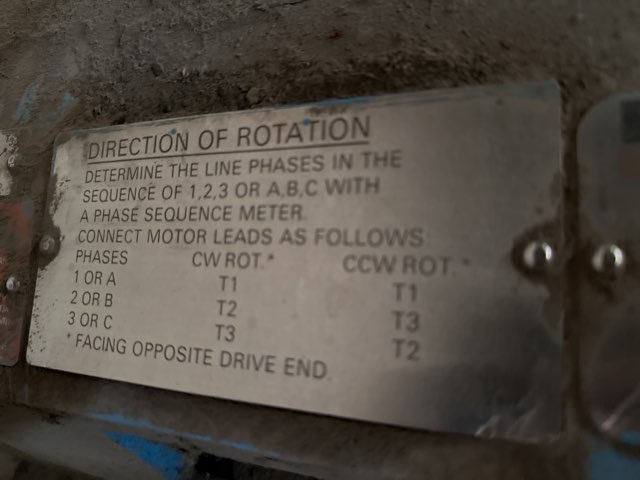 DIRECTION OF ROTATION
DETERMINE THE LINE PHASES IN THE
SEQUENCE OF 1,2,3 OR A,B,C WITH
A PHASE SEQUENCE METER.
CONNECT MOTOR LEADS AS FOLLOWS:
PHASES CW ROT.* CCW ROT.*
1 OR A T1 T1
2 OR B T2 T3
3 OR C T3 T2
* FACING OPPOSITE DRIVE END.